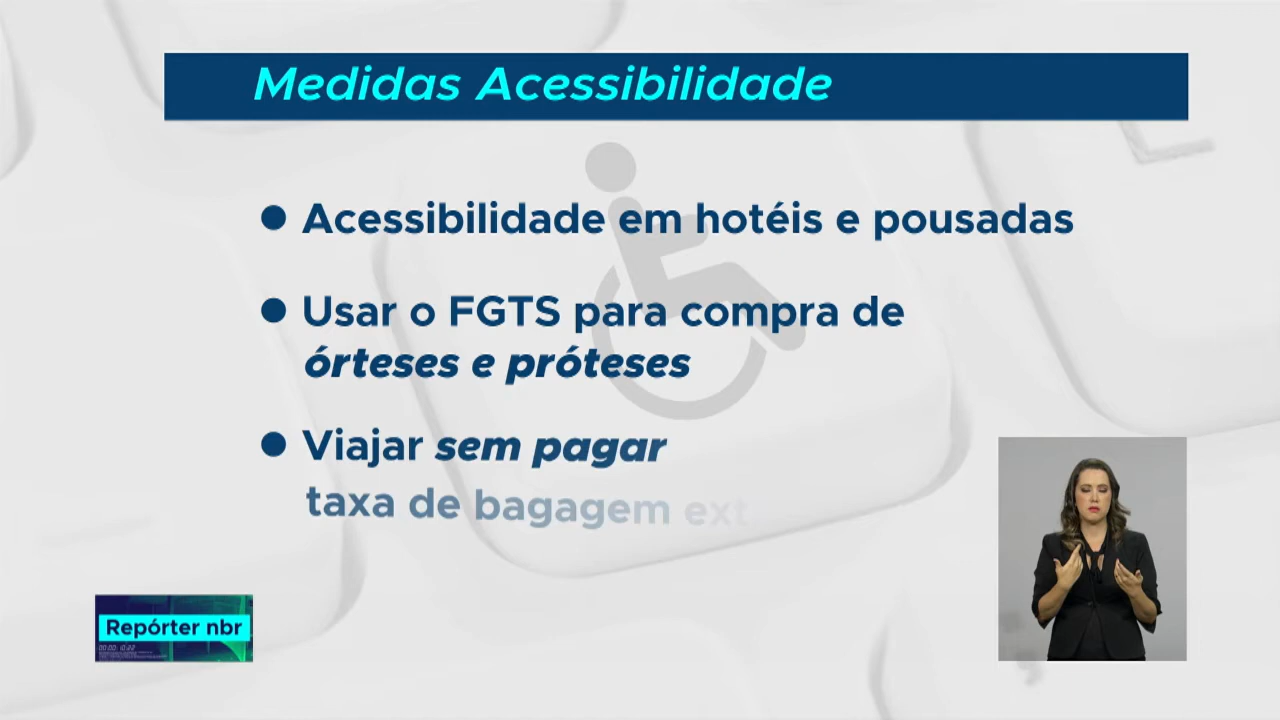 Medidas Acessibilidade
● Acessibilidade em hotéis e pousadas
● Usar o FGTS para compra de
órteses e próteses
● Viajar sem pagar
taxa de bagagem ext
Repórter nbr